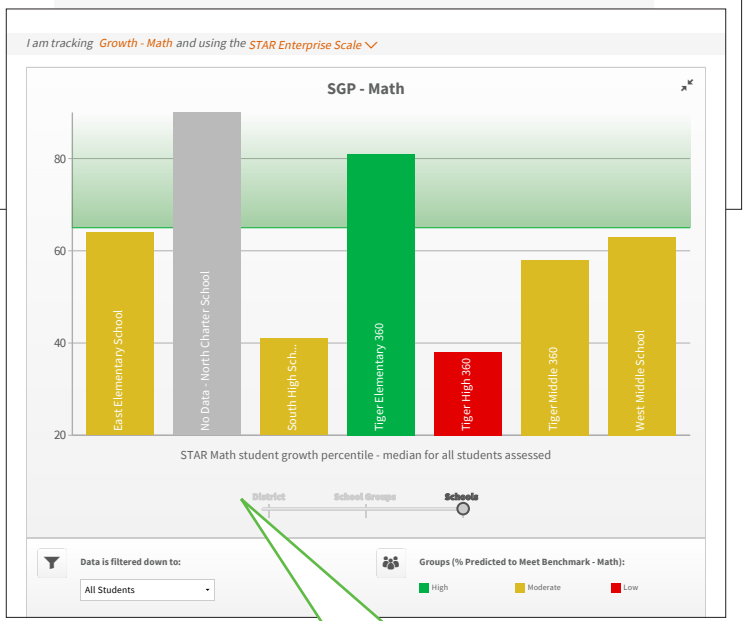 I am tracking Growth - Math and using the STAR Enterprise Scale
SGP - Math
80
60
40
20
East Elementary School
No Data - North Charter School
South High Sch...
Tiger Elementary 360
Tiger High 360
Tiger Middle 360
West Middle School
STAR Math student growth percentile - median for all students assessed
District School Groups Schools
Data is filtered down to:
All Students
Groups (% Predicted to Meet Benchmark - Math):
High Moderate Low